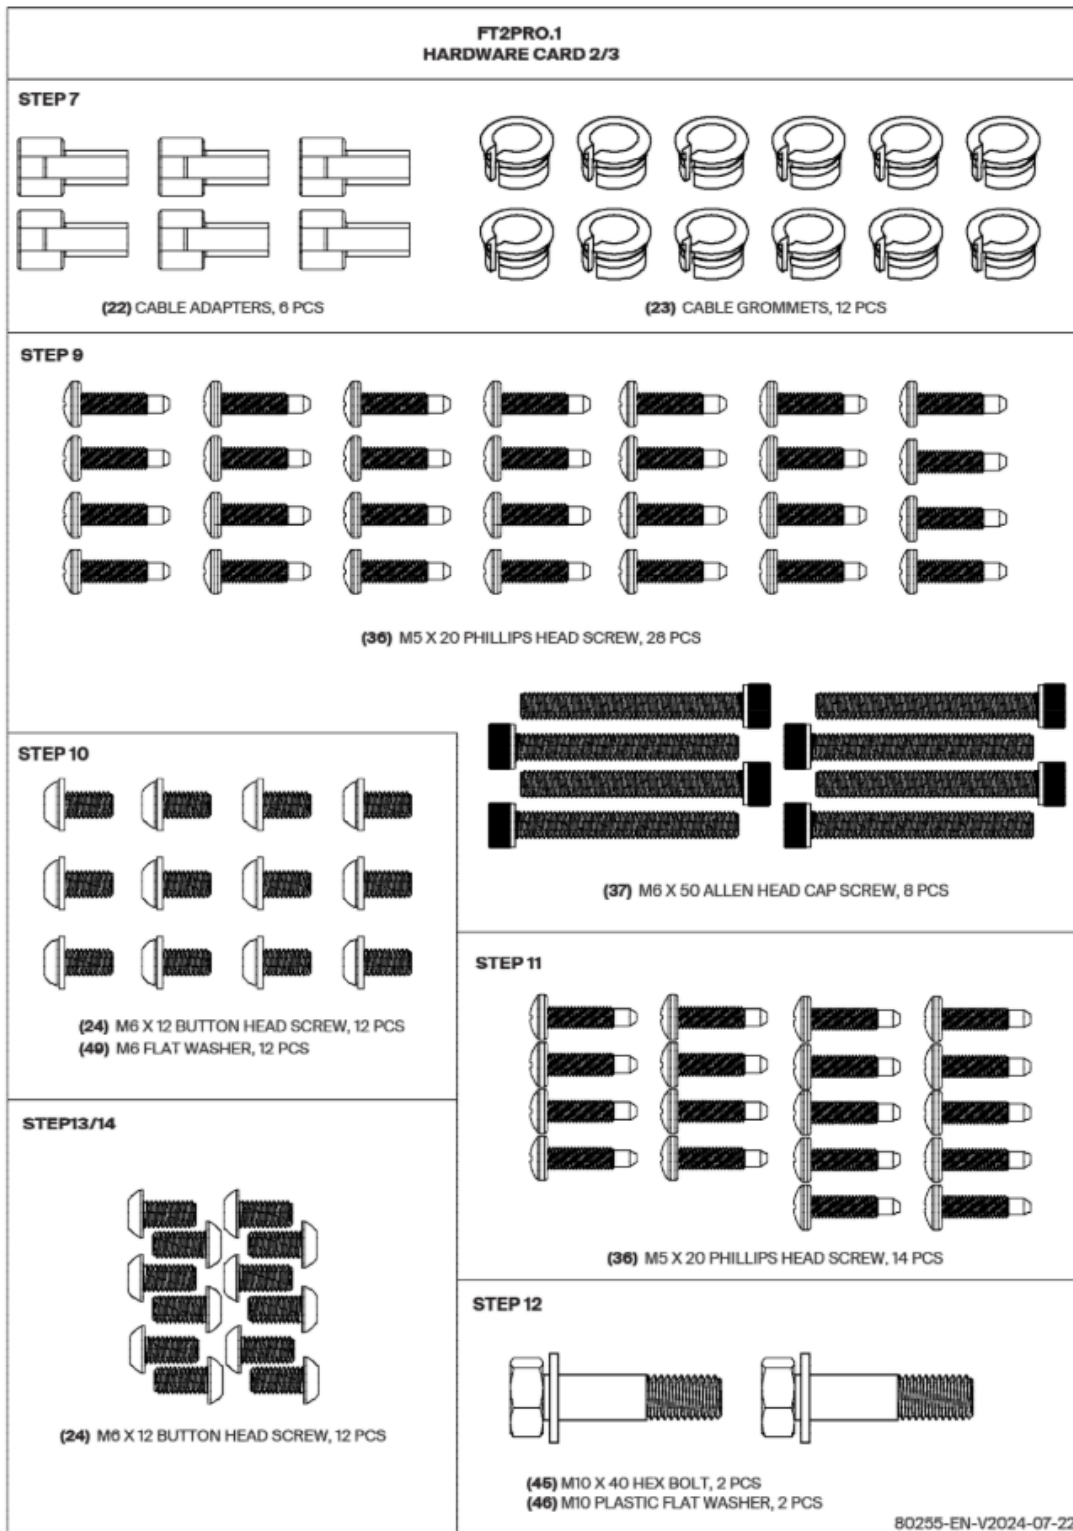 FT2PRO.1
HARDWARE CARD 2/3
STEP 7
(22) CABLE ADAPTERS, 6 PCS
(23) CABLE GROMMETS, 12 PCS
STEP 9
(36) M5 X 20 PHILLIPS HEAD SCREW, 28 PCS
(37) M6 X 50 ALLEN HEAD CAP SCREW, 8 PCS
STEP 10
(24) M6 X 12 BUTTON HEAD SCREW, 12 PCS
(49) M6 FLAT WASHER, 12 PCS
STEP 11
(36) M5 X 20 PHILLIPS HEAD SCREW, 14 PCS
STEP13/14
(24) M6 X 12 BUTTON HEAD SCREW, 12 PCS
STEP 12
(45) M10 X 40 HEX BOLT, 2 PCS
(46) M10 PLASTIC FLAT WASHER, 2 PCS
80255-EN-V2024-07-22